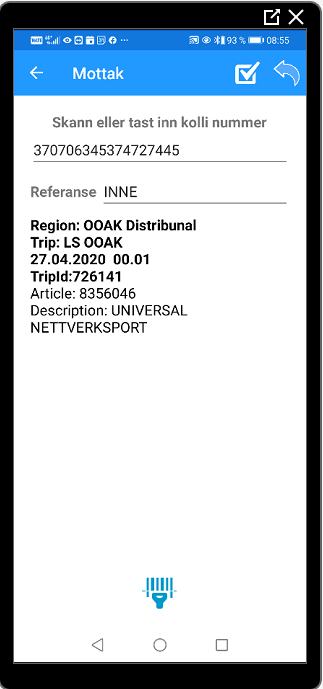 93 % 08:55
Mottak
Skann eller tast inn kolli nummer
370706345374727445
Referanse INNE
Region: OOAK Distribunal
Trip: LS OOAK
27.04.2020 00.01
TripId:726141
Article: 8356046
Description: UNIVERSAL
NETTVERKSPORT